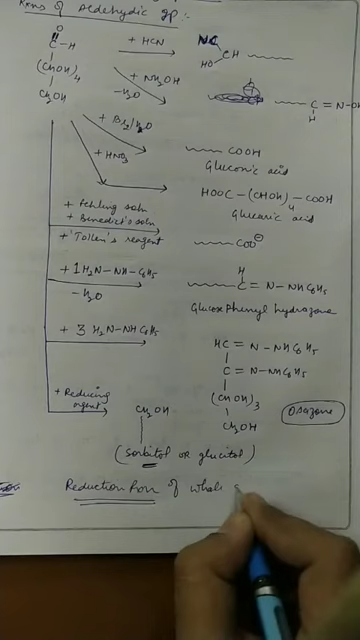 Rxns of Aldehydic gp :-
O
C-H
(CHOH)4
CH2OH
+ HCN
NC
CH
HO
+ NH2OH
-H2O
C = N-OH
H
+ Br2/H2O
COOH
Gluconic acid
+ HNO3
HOOC - (CHOH)4 - COOH
Glucaric acid
+ Fehling soln
+ Benedict's soln
+ Tollen's reagent
COO⊖
+ 1 H2N-NH-C6H5
-H2O
H
C = N - NHC6H5
Glucose Phenyl hydrazone
+ 3 H2N-NHC6H5
HC = N - NHC6H5
C = N-NHC6H5
(CHOH)3
CH2OH
Osazone
+ Reducing
agent
CH2OH
(sorbitol or glucitol)
Reduction Rxn of whole